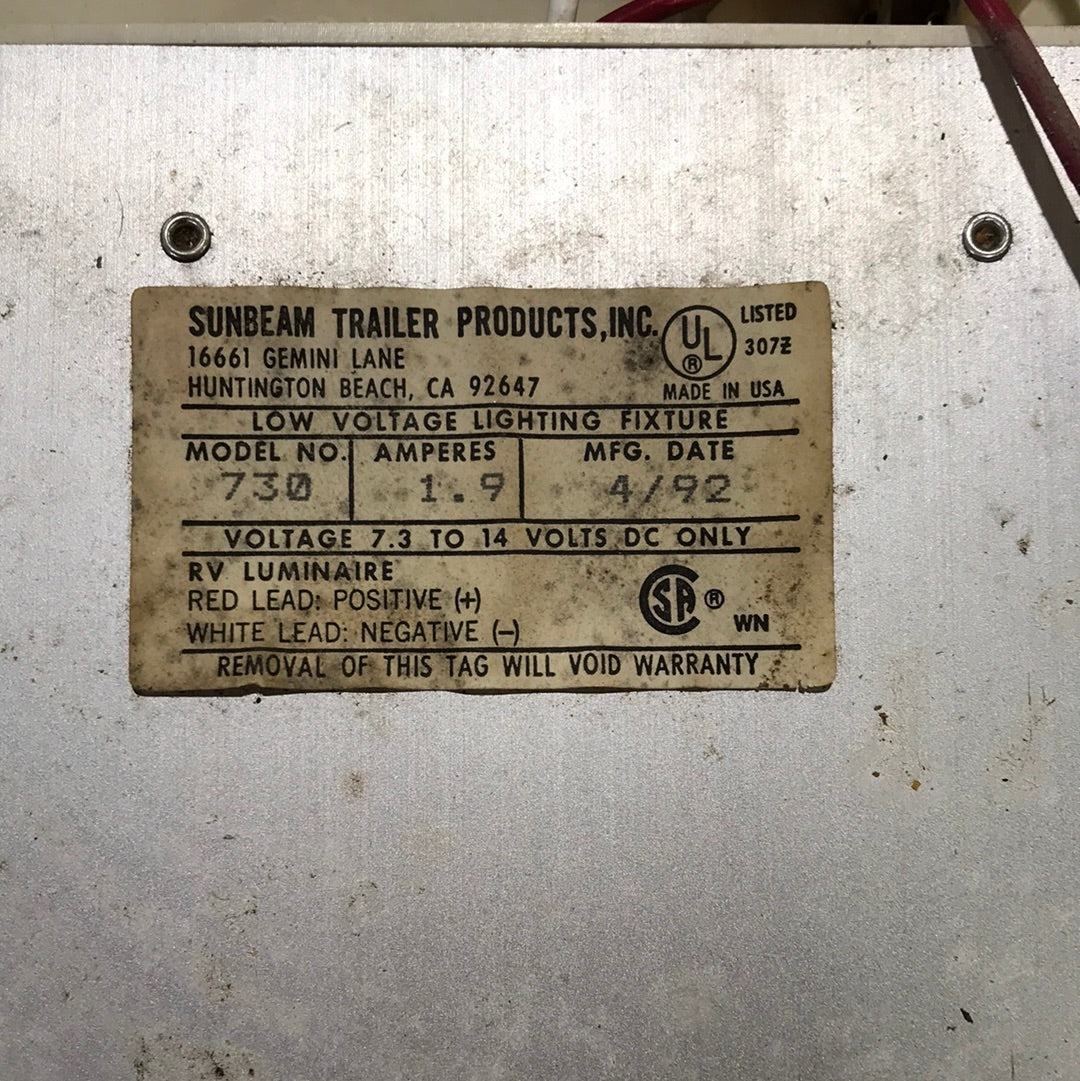 SUNBEAM TRAILER PRODUCTS, INC.
16661 GEMINI LANE
HUNTINGTON BEACH, CA 92647
UL ®
LISTED
307Z
MADE IN USA
LOW VOLTAGE LIGHTING FIXTURE
MODEL NO. AMPERES MFG. DATE
730 1.9 4/92
VOLTAGE 7.3 TO 14 VOLTS DC ONLY
RV LUMINAIRE
RED LEAD: POSITIVE (+)
WHITE LEAD: NEGATIVE (–)
SA ® WN
REMOVAL OF THIS TAG WILL VOID WARRANTY